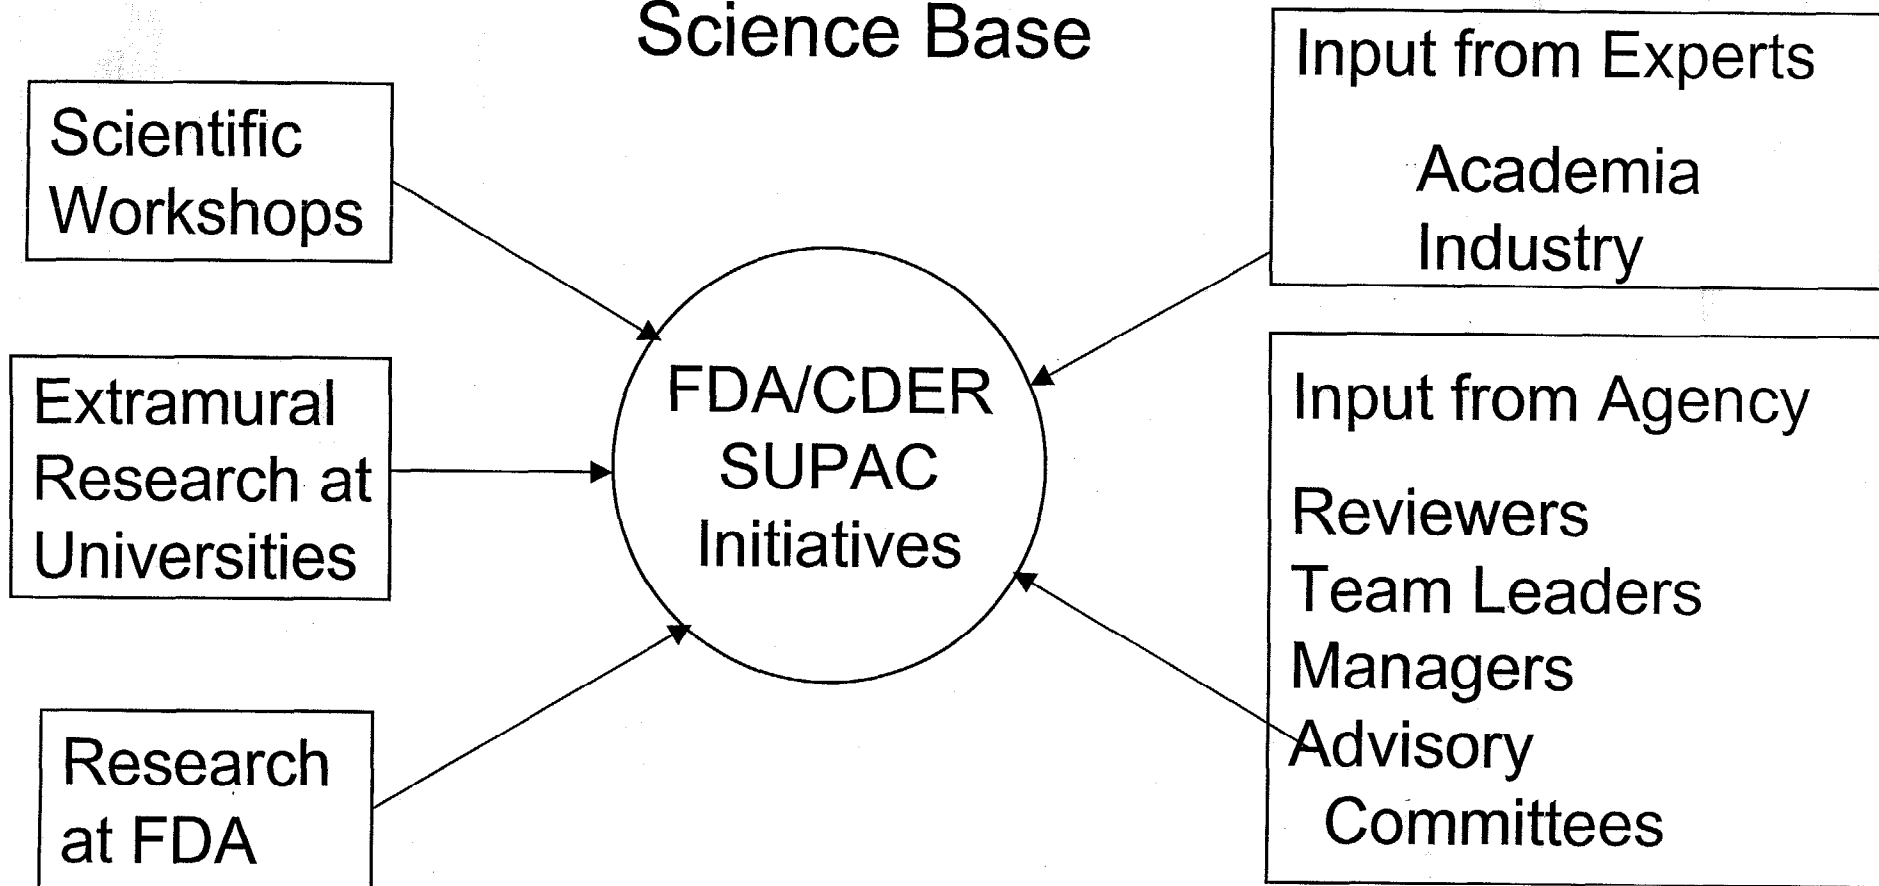 Science Base
Scientific
Workshops
Extramural
Research at
Universities
Research
at FDA
FDA/CDER
SUPAC
Initiatives
Input from Experts
Academia
Industry
Input from Agency
Reviewers
Team Leaders
Managers
Advisory
Committees